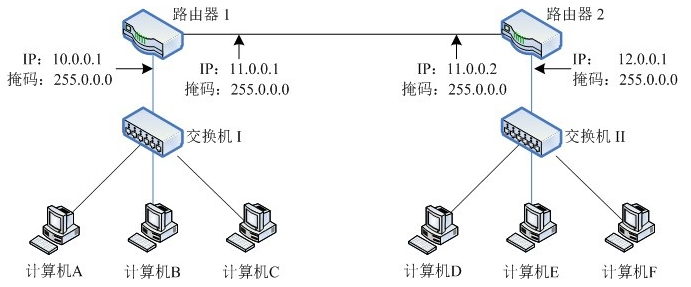 路由器 1
路由器 2
IP：10.0.0.1
掩码：255.0.0.0
IP：11.0.0.1
掩码：255.0.0.0
IP：11.0.0.2
掩码：255.0.0.0
IP： 12.0.0.1
掩码：255.0.0.0
交换机 I
交换机 II
计算机A
计算机B
计算机C
计算机D
计算机E
计算机F